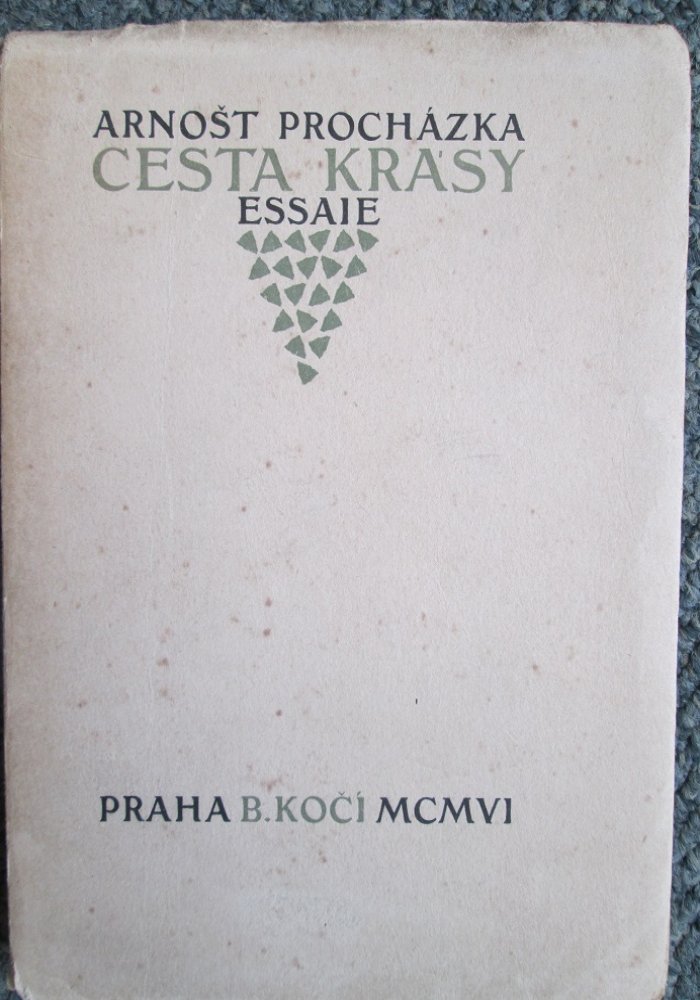 ARNOŠT PROCHÁZKA
CESTA KRÁSY
ESSAIE
PRAHA B. KOČÍ MCMVI